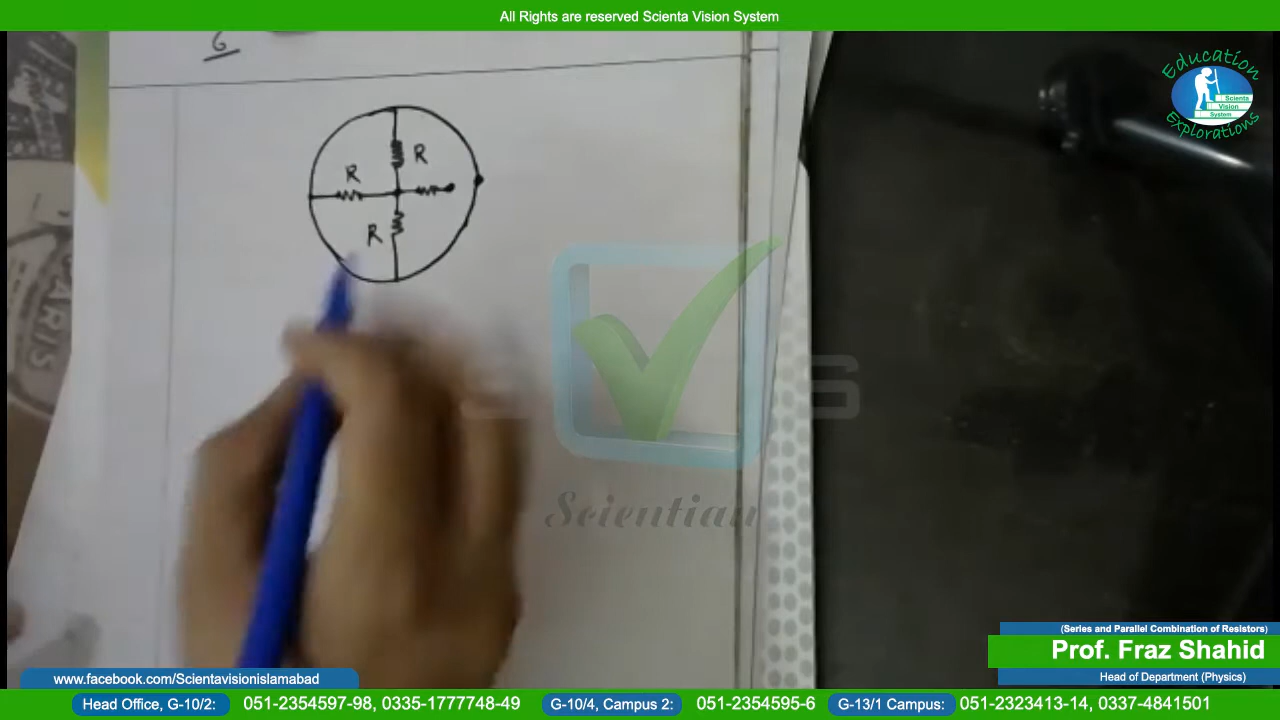 All Rights are reserved Scienta Vision System
6
Education
Scienta
Vision
System
Explorations
R
R
R
Scientian
(Series and Parallel Combination of Resistors)
Prof. Fraz Shahid
Head of Department (Physics)
www.facebook.com/Scientavisionislamabad
Head Office, G-10/2: 051-2354597-98, 0335-1777748-49 G-10/4, Campus 2: 051-2354595-6 G-13/1 Campus: 051-2323413-14, 0337-4841501